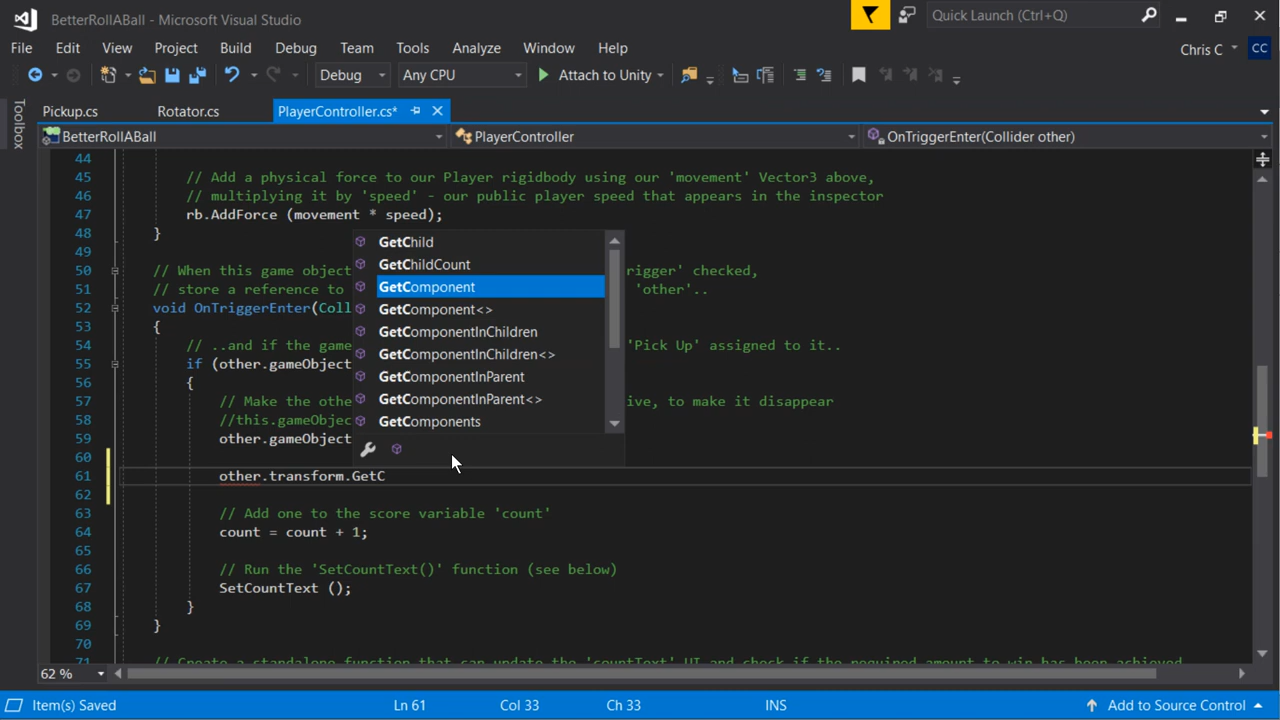 BetterRollABall - Microsoft Visual Studio
Quick Launch (Ctrl+Q)
File Edit View Project Build Debug Team Tools Analyze Window Help
Chris C CC
Debug Any CPU Attach to Unity
Toolbox
Pickup.cs Rotator.cs PlayerController.cs*
BetterRollABall PlayerController OnTriggerEnter(Collider other)
44
45 // Add a physical force to our Player rigidbody using our 'movement' Vector3 above,
46 // multiplying it by 'speed' - our public player speed that appears in the inspector
47 rb.AddForce (movement * speed);
48 }
49
50 // When this game object rigger' checked,
51 // store a reference to 'other'..
52 void OnTriggerEnter(Coll
53 {
54 // ..and if the game 'Pick Up' assigned to it..
55 if (other.gameObject
56 {
57 // Make the othe ive, to make it disappear
58 //this.gameObjec
59 other.gameObject
60
61 other.transform.GetC
62
63 // Add one to the score variable 'count'
64 count = count + 1;
65
66 // Run the 'SetCountText()' function (see below)
67 SetCountText ();
68 }
69 }
70
71 // Create a standalone function that can update the 'countText' UI and check if the required amount to win has been achieved
GetChild
GetChildCount
GetComponent
GetComponent<>
GetComponentInChildren
GetComponentInChildren<>
GetComponentInParent
GetComponentInParent<>
GetComponents
62 %
Item(s) Saved Ln 61 Col 33 Ch 33 INS Add to Source Control